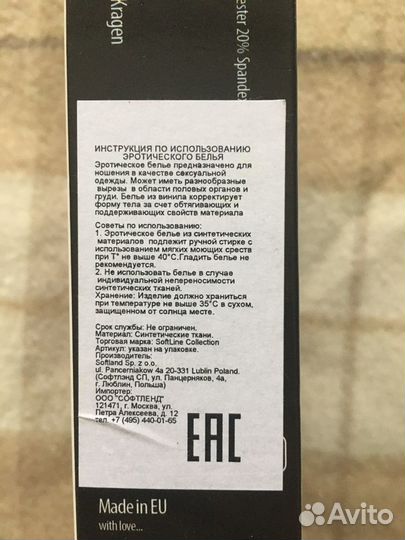 Kragen
ester 20% Spandex
ИНСТРУКЦИЯ ПО ИСПОЛЬЗОВАНИЮ
ЭРОТИЧЕСКОГО БЕЛЬЯ
Эротическое белье предназначено для
ношения в качестве сексуальной
одежды. Может иметь разнообразные
вырезы в области половых органов и
груди. Белье из винила корректирует
форму тела за счет обтягивающих и
поддерживающих свойств материала
Советы по использованию:
1. Эротическое белье из синтетических
материалов подлежит ручной стирке с
использованием мягких моющих средств
при Т° не выше 40°С.Гладить белье не
рекомендуется.
2. Не использовать белье в случае
индивидуальной непереносимости
синтетических тканей.
Хранение: Изделие должно храниться
при температуре не выше 35°С в сухом,
защищенном от солнца месте.
Срок службы: Не ограничен.
Материал: Синтетические ткани.
Торговая марка: SoftLine Collection
Артикул: указан на упаковке.
Производитель:
Softland Sp. z o.o.
ul. Pancerniakow 4a 20-331 Lublin Poland.
(Софтлэнд СП, ул. Панцерняков, 4а,
г. Люблин, Польша)
Импортер:
ООО "СОФТЛЕНД"
121471, г. Москва, ул.
Петра Алексеева, д. 12
тел. +7 (495) 440-01-65
EAC
Made in EU
with love...
Avito